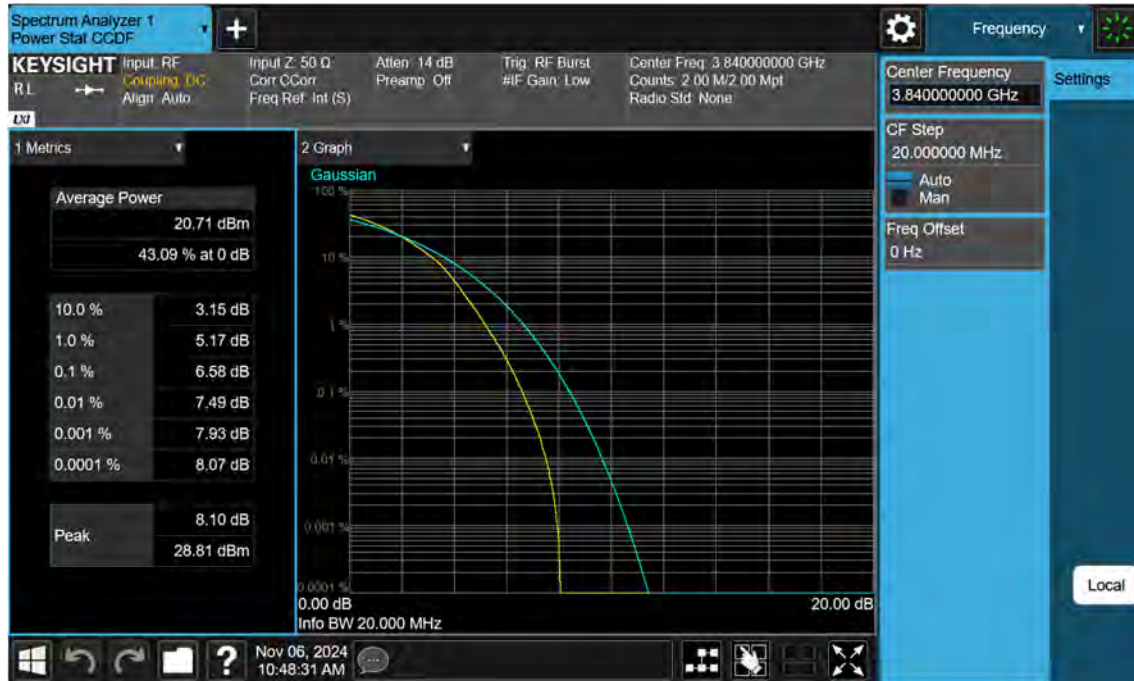 Spectrum Analyzer 1
Power Stat CCDF
+
Frequency
KEYSIGHT
RL
LXI
Input: RF
Coupling: DC
Align: Auto
Input Z: 50 Ω
Corr CCorr
Freq Ref: Int (S)
Atten: 14 dB
Preamp: Off
Trig: RF Burst
#IF Gain: Low
Center Freq: 3.840000000 GHz
Counts: 2.00 M/2.00 Mpt
Radio Std: None
Center Frequency
3.840000000 GHz
Settings
CF Step
20.000000 MHz
Auto
Man
Freq Offset
0 Hz
1 Metrics
Average Power
20.71 dBm
43.09 % at 0 dB
10.0 % 3.15 dB
1.0 % 5.17 dB
0.1 % 6.58 dB
0.01 % 7.49 dB
0.001 % 7.93 dB
0.0001 % 8.07 dB
Peak
8.10 dB
28.81 dBm
2 Graph
Gaussian
100 %
10 %
1 %
0.1 %
0.01 %
0.001 %
0.0001 %
0.00 dB 20.00 dB
Info BW 20.000 MHz
Local
?
Nov 06, 2024
10:48:31 AM